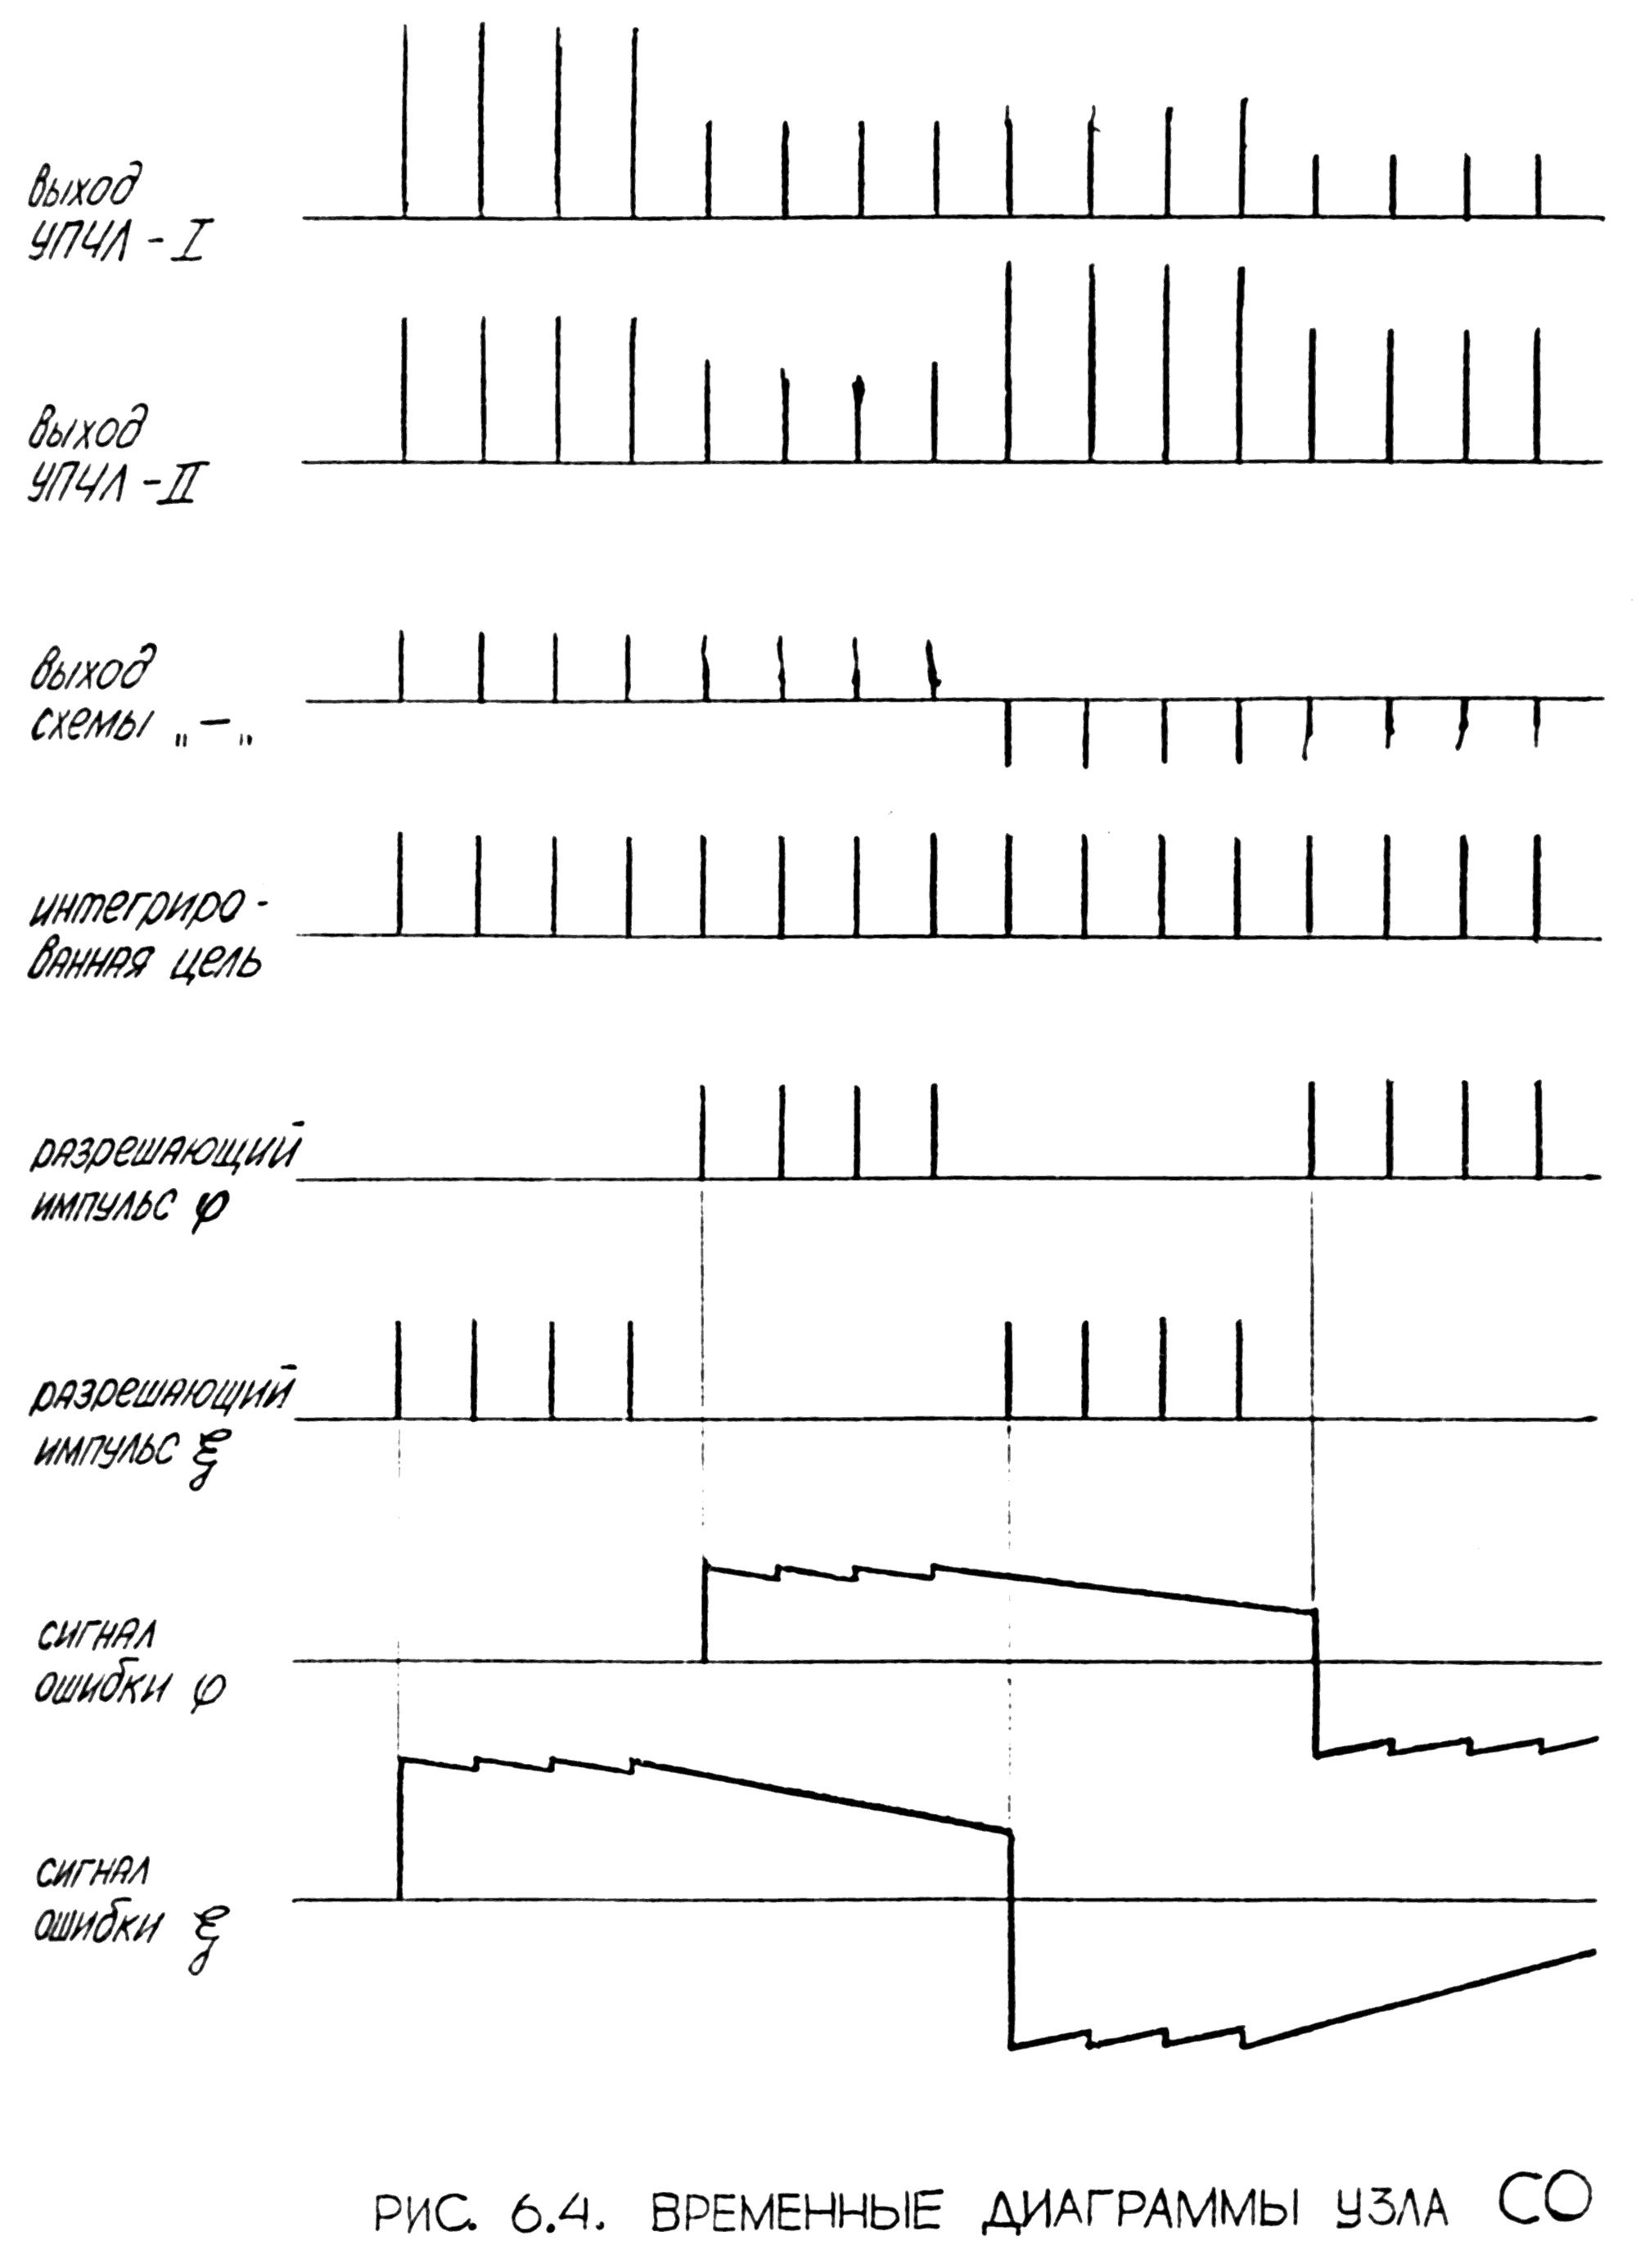 выход
УПЧЛ - I
выход
УПЧЛ - II
выход
схемы „ — „
интегриро -
ванная цель
разрешающий
импульс φ
разрешающий
импульс ξ
сигнал
ошибки φ
сигнал
ошибки ξ
РИС. 6.4. ВРЕМЕННЫЕ ДИАГРАММЫ УЗЛА СО